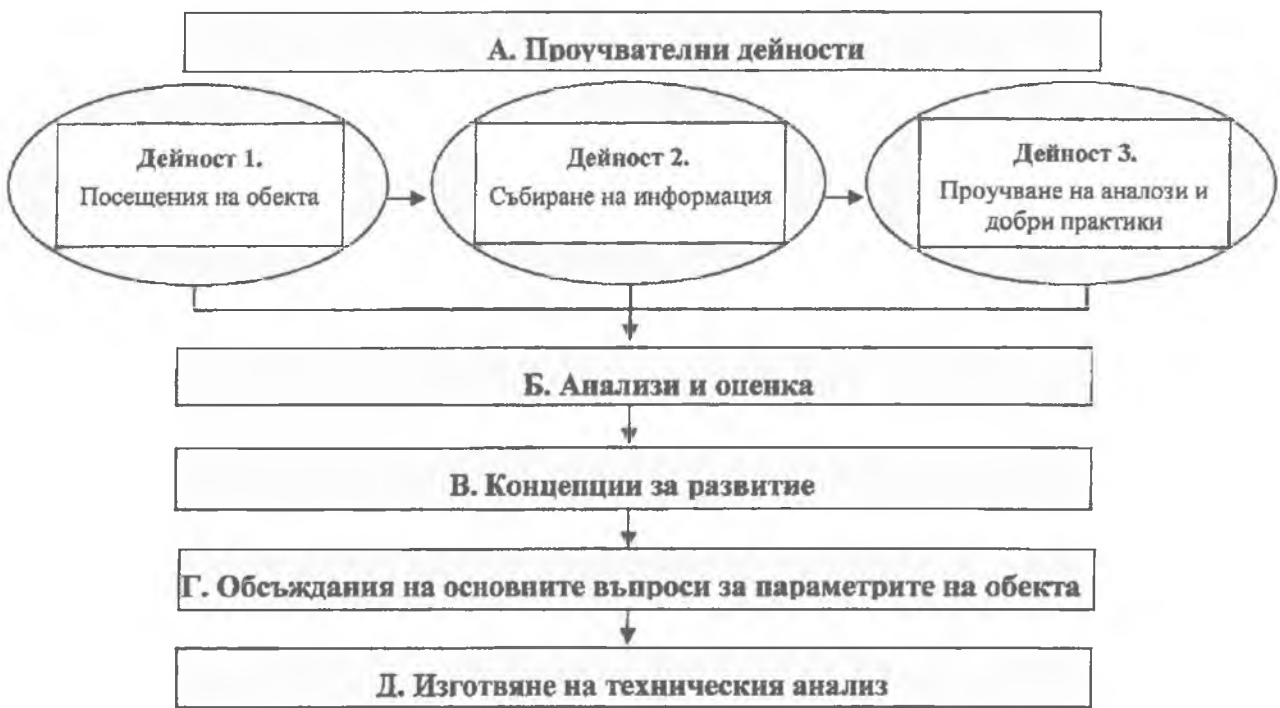 А. Проучвателни дейности
Дейност 1.
Посещения на обекта
Дейност 2.
Събиране на информация
Дейност 3.
Проучване на аналози и
добри практики
Б. Анализи и оценка
В. Концепции за развитие
Г. Обсъждания на основните въпроси за параметрите на обекта
Д. Изготвяне на техническия анализ